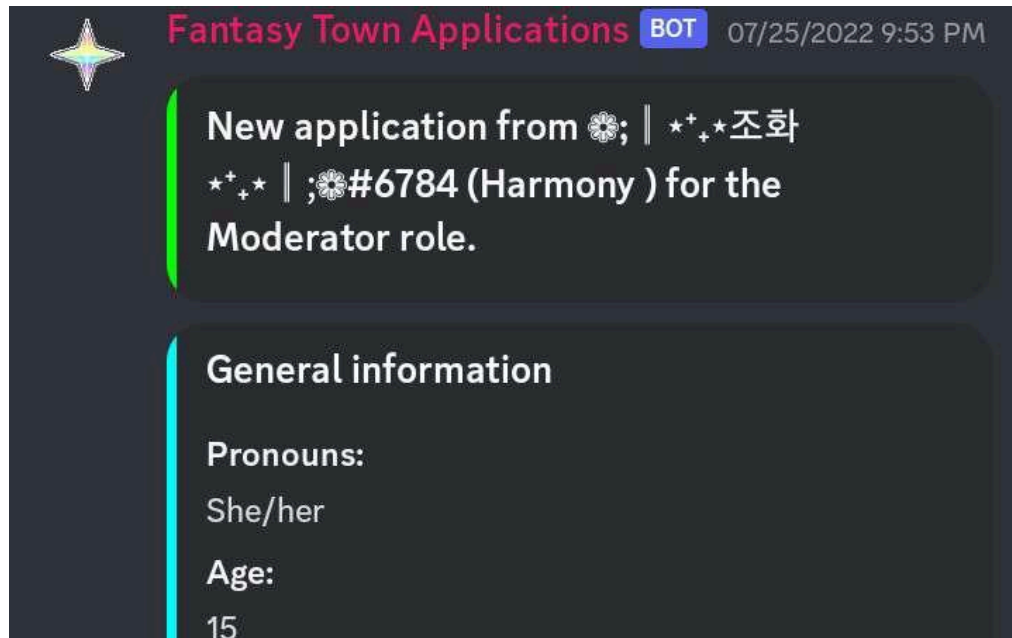 Fantasy Town Applications BOT 07/25/2022 9:53 PM
New application from ❁; ║ ⋆⁺₊⋆조화
⋆⁺₊⋆ ║ ;❁#6784 (Harmony ) for the
Moderator role.
General information
Pronouns:
She/her
Age:
15